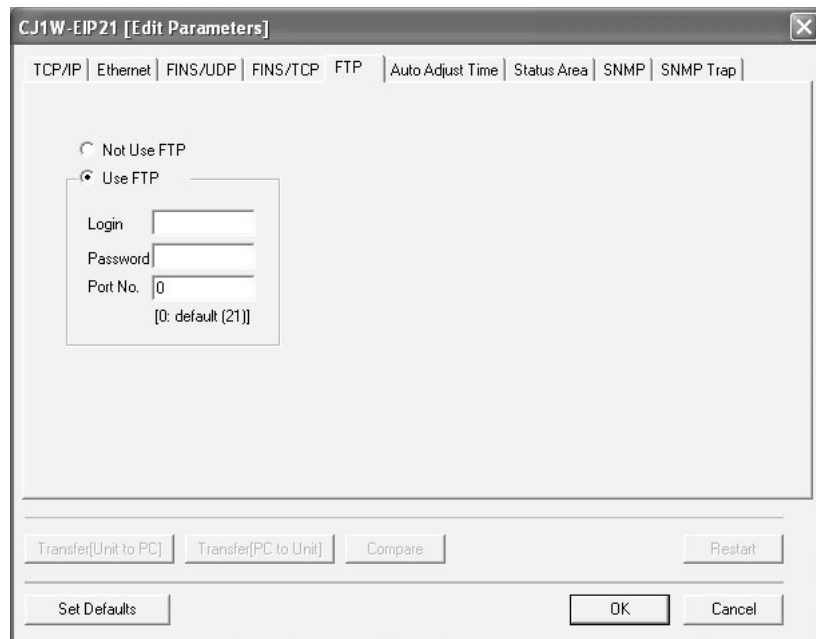 CJ1W-EIP21 [Edit Parameters]
TCP/IP Ethernet FINS/UDP FINS/TCP FTP Auto Adjust Time Status Area SNMP SNMP Trap
Not Use FTP
Use FTP
Login
Password
Port No. 0
[0: default (21)]
Transfer[Unit to PC] Transfer[PC to Unit] Compare Restart
Set Defaults OK Cancel